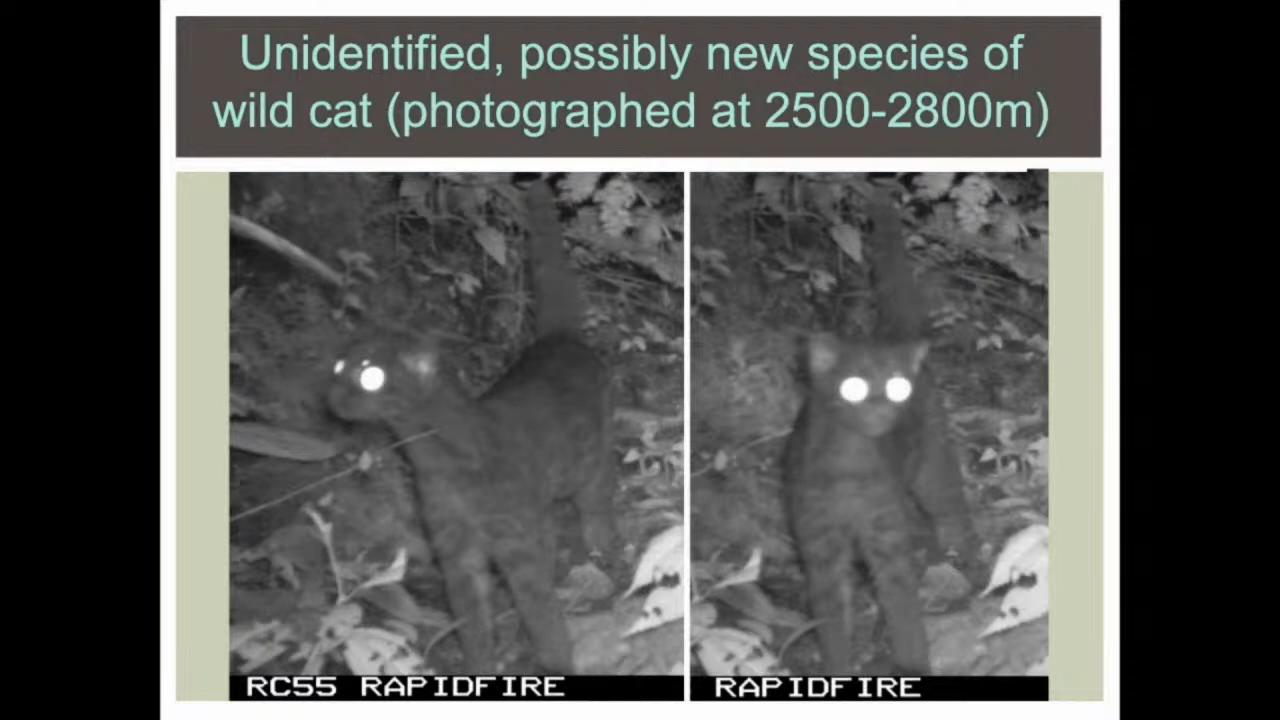 Unidentified, possibly new species of
wild cat (photographed at 2500-2800m)
RC55 RAPIDFIRE
RAPIDFIRE